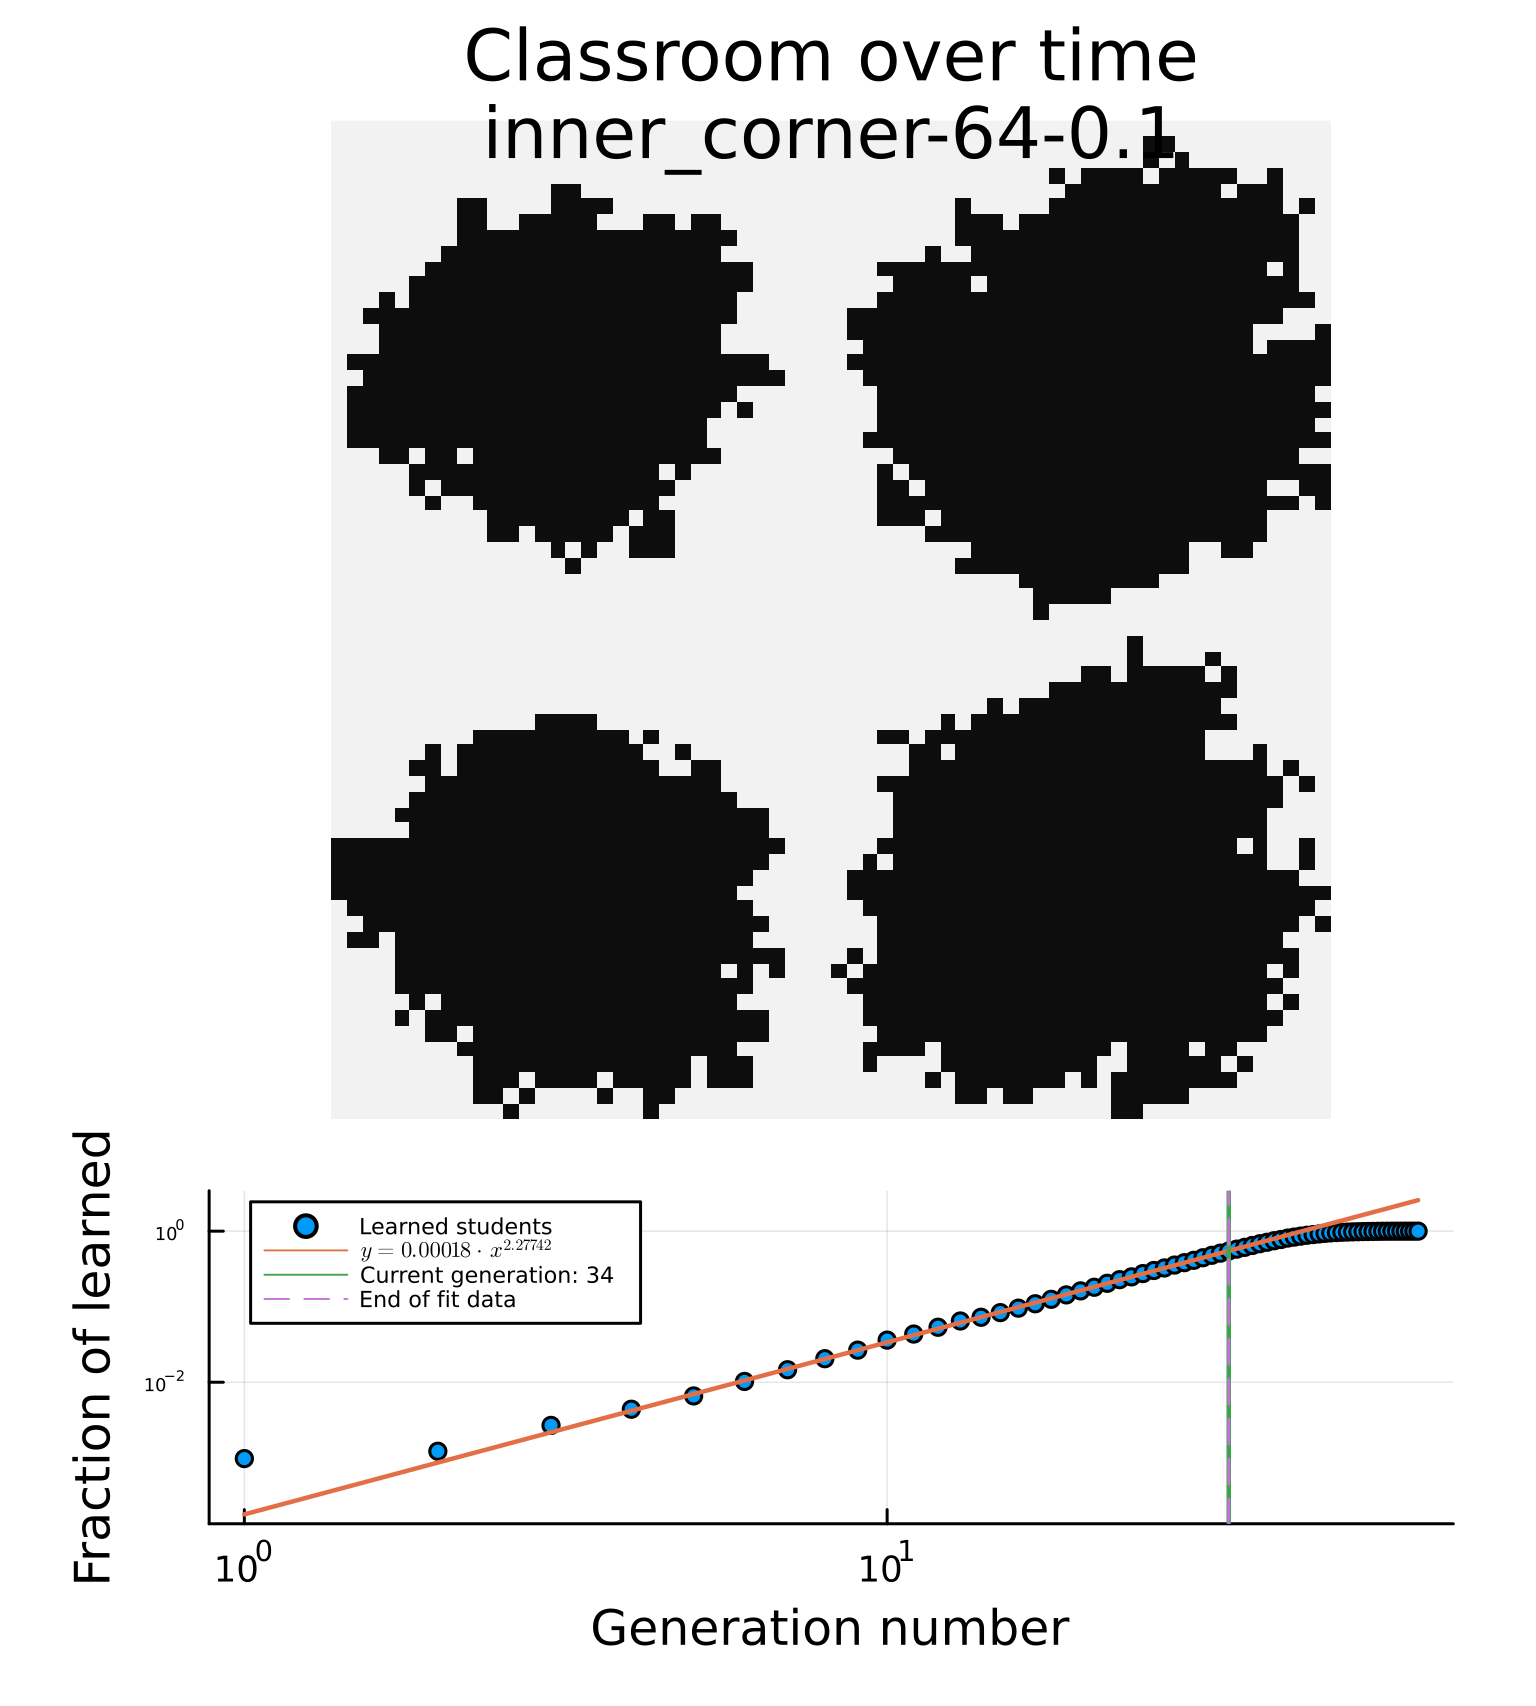 Classroom over time
inner_corner-64-0.1
Fraction of learned
10^0
10^−2
Learned students
y = 0.00018 · x^2.27742
Current generation: 34
End of fit data
10^0
10^1
Generation number